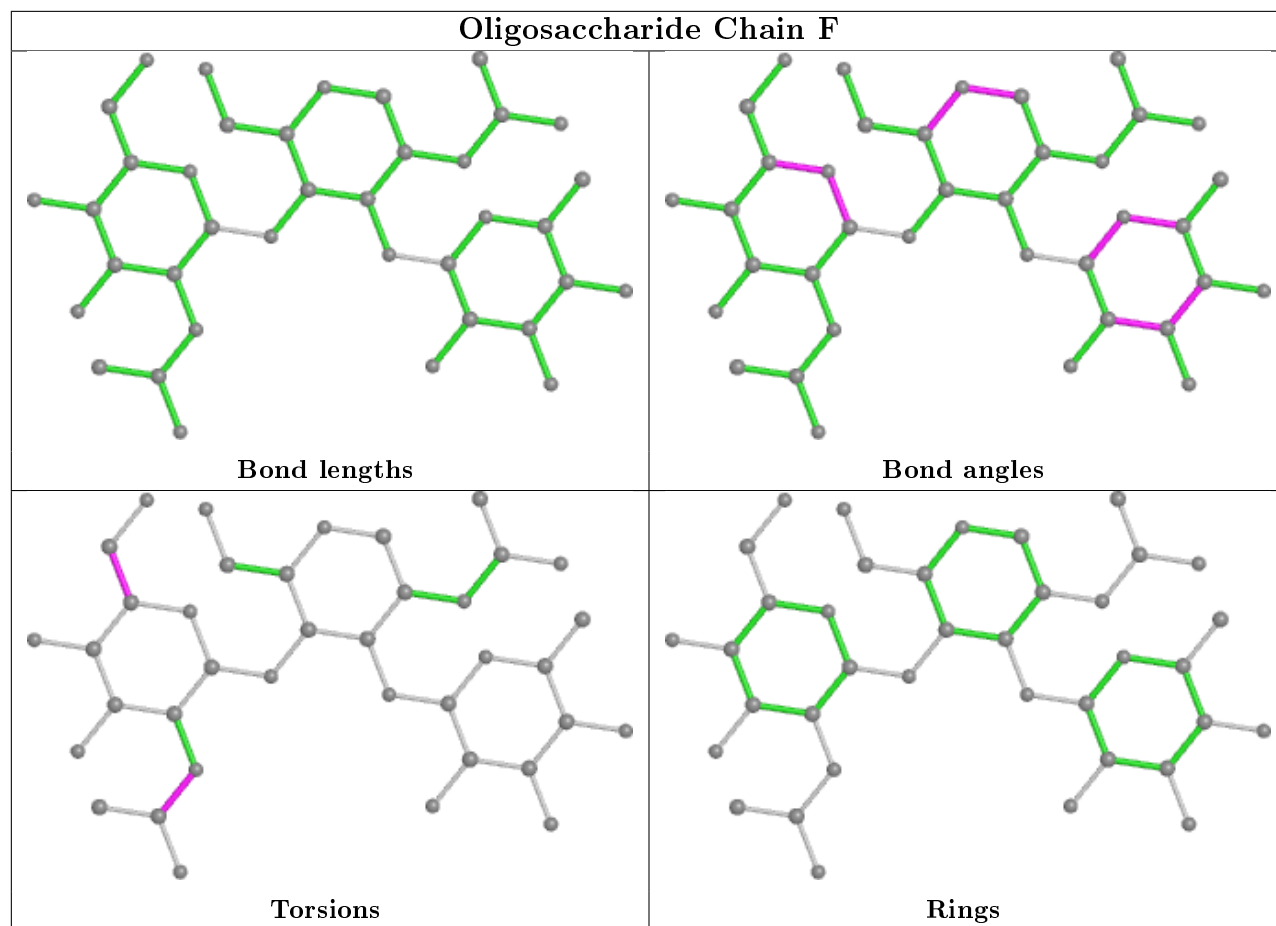 Oligosaccharide Chain F
Bond lengths
Bond angles
Torsions
Rings